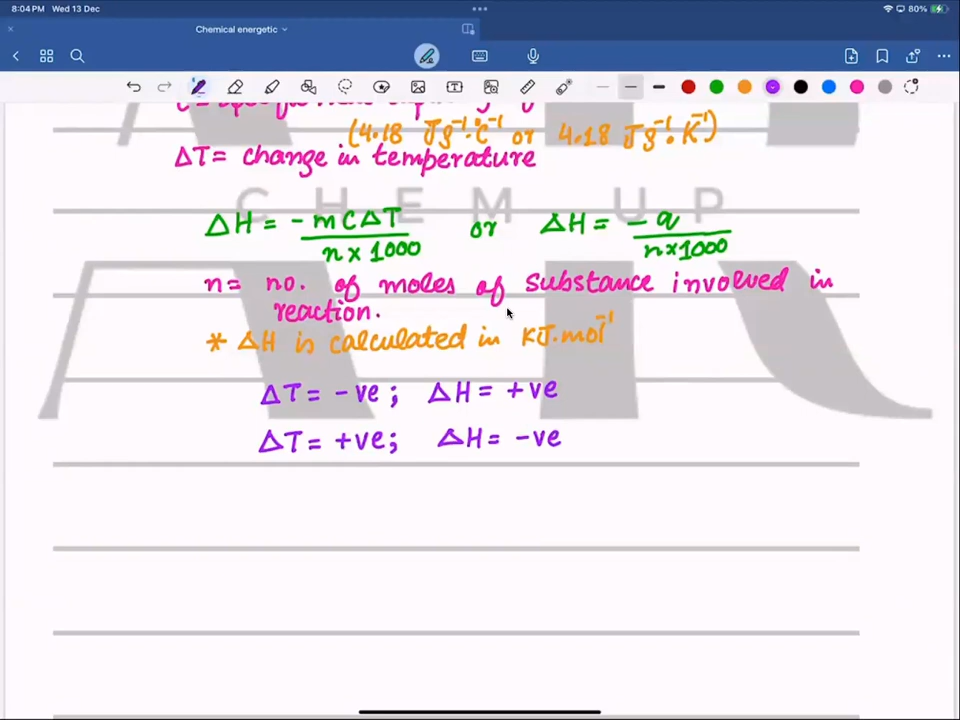 8:04 PM Wed 13 Dec
80%
Chemical energetic
(4.18 Jg⁻¹.°C⁻¹ or 4.18 Jg⁻¹.K⁻¹)
ΔT= change in temperature
CHEM UP
ΔH = -mCΔT / n×1000 or ΔH = -q / n×1000
n= no. of moles of substance involved in
reaction.
* ΔH is calculated in KJ.mol⁻¹
ΔT= -ve; ΔH= +ve
ΔT= +ve; ΔH= -ve